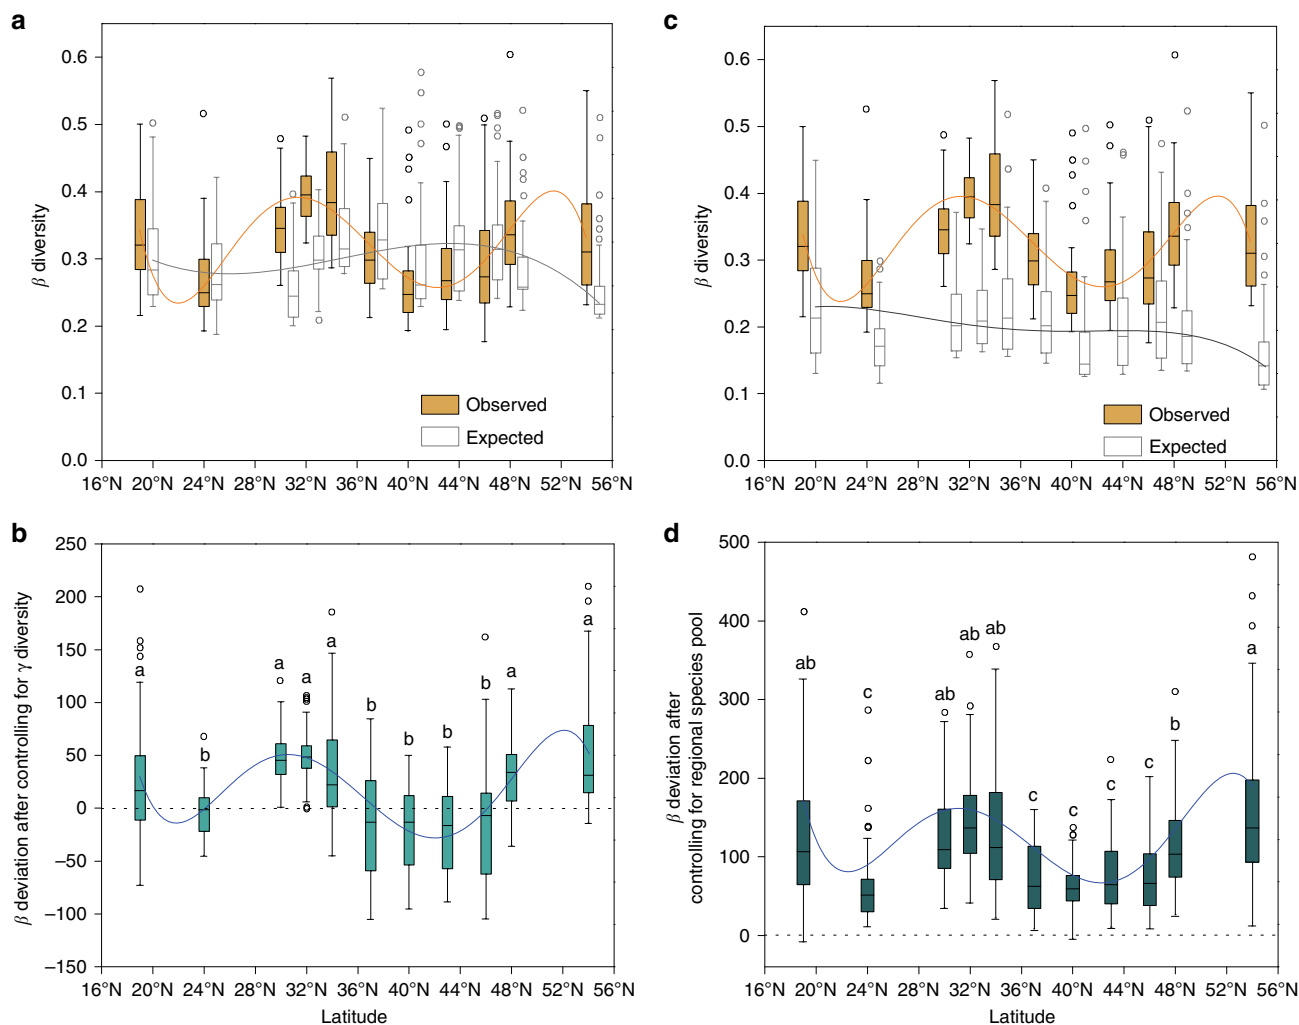 a
β diversity
0.6
0.5
0.4
0.3
0.2
0.1
0.0
Observed
Expected
16°N 20°N 24°N 28°N 32°N 36°N 40°N 44°N 48°N 52°N 56°N
c
β diversity
0.6
0.5
0.4
0.3
0.2
0.1
0.0
Observed
Expected
16°N 20°N 24°N 28°N 32°N 36°N 40°N 44°N 48°N 52°N 56°N
b
β deviation after controlling for γ diversity
250
200
150
100
50
0
−50
−100
−150
a b a a a b b b b a a
16°N 20°N 24°N 28°N 32°N 36°N 40°N 44°N 48°N 52°N 56°N
Latitude
d
β deviation after
controlling for regional species pool
500
400
300
200
100
0
ab c ab ab ab c c c c b a
16°N 20°N 24°N 28°N 32°N 36°N 40°N 44°N 48°N 52°N 56°N
Latitude